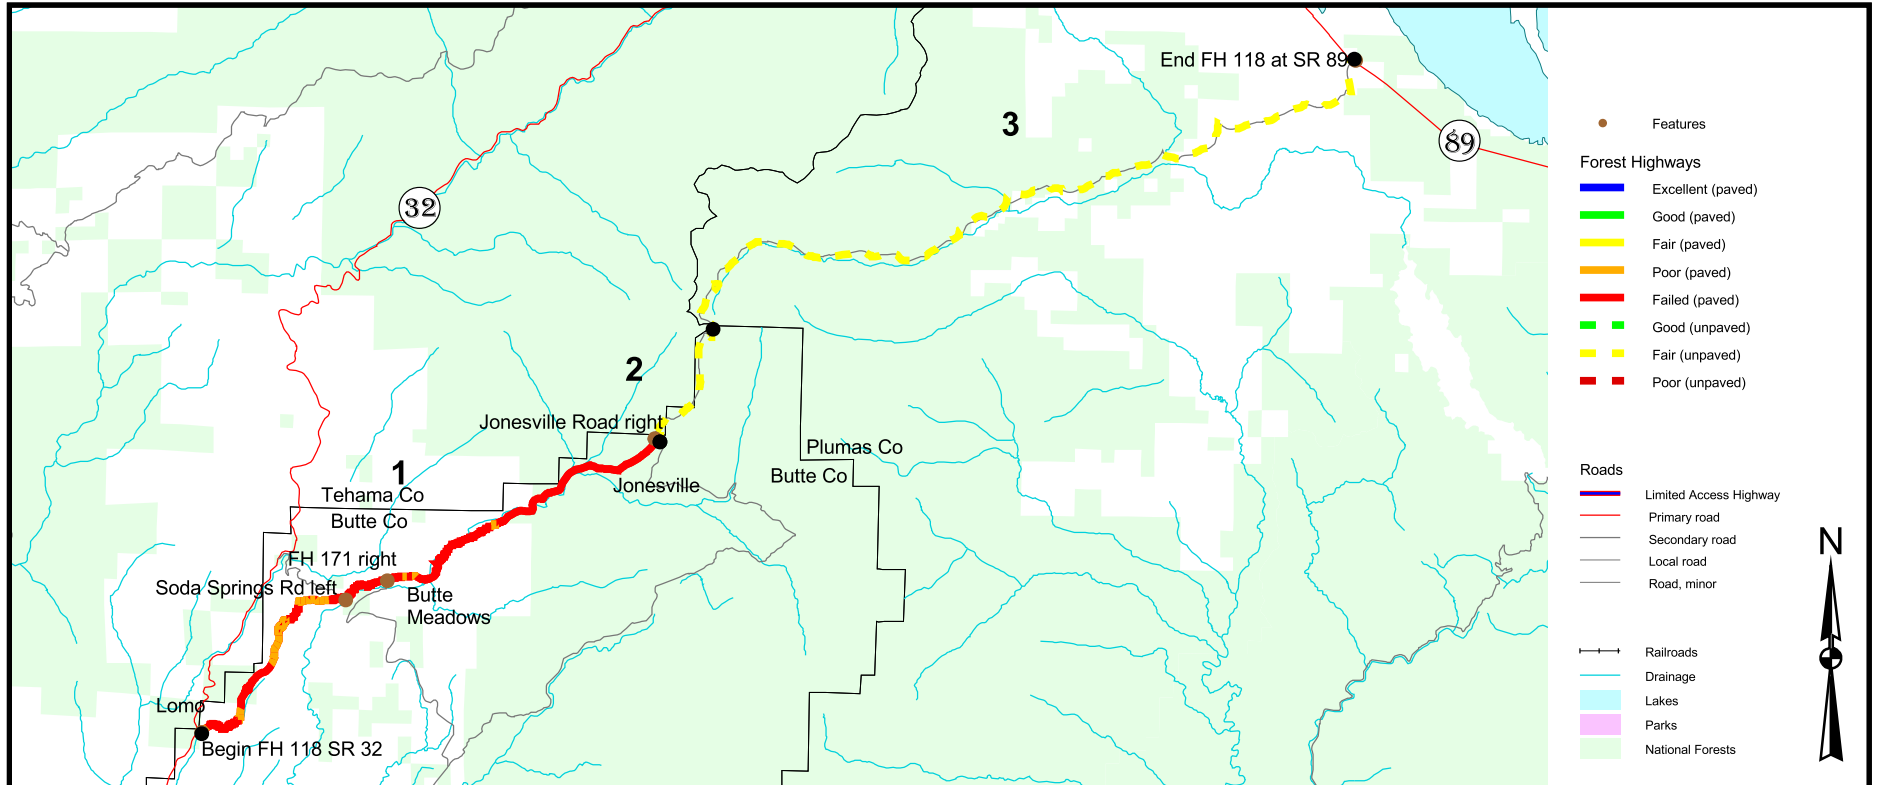 End FH 118 at SR 89
3
89
32
2
Jonesville Road right
1
Tehama Co
Butte Co
Jonesville
Plumas Co
Butte Co
FH 171 right
Soda Springs Rd left
Butte
Meadows
Lomo
Begin FH 118 SR 32
Features
Forest Highways
Excellent (paved)
Good (paved)
Fair (paved)
Poor (paved)
Failed (paved)
Good (unpaved)
Fair (unpaved)
Poor (unpaved)
Roads
Limited Access Highway
Primary road
Secondary road
Local road
Road, minor
Railroads
Drainage
Lakes
Parks
National Forests
N